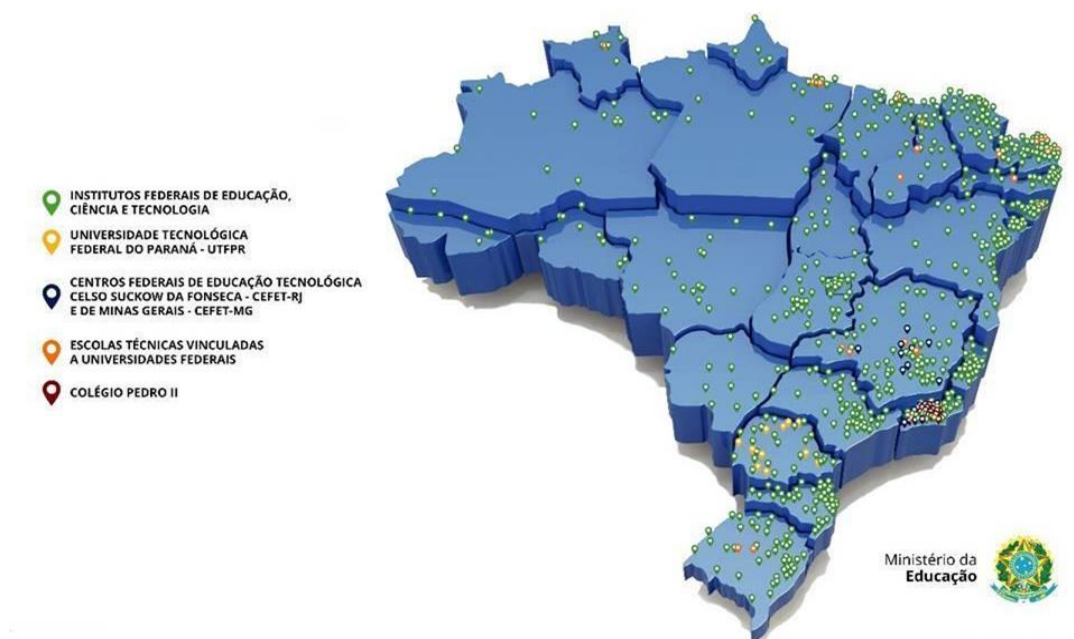 INSTITUTOS FEDERAIS DE EDUCAÇÃO,
CIÊNCIA E TECNOLOGIA
UNIVERSIDADE TECNOLÓGICA
FEDERAL DO PARANÁ - UTFPR
CENTROS FEDERAIS DE EDUCAÇÃO TECNOLÓGICA
CELSO SUCKOW DA FONSECA - CEFET-RJ
E DE MINAS GERAIS - CEFET-MG
ESCOLAS TÉCNICAS VINCULADAS
A UNIVERSIDADES FEDERAIS
COLÉGIO PEDRO II
Ministério da
Educação